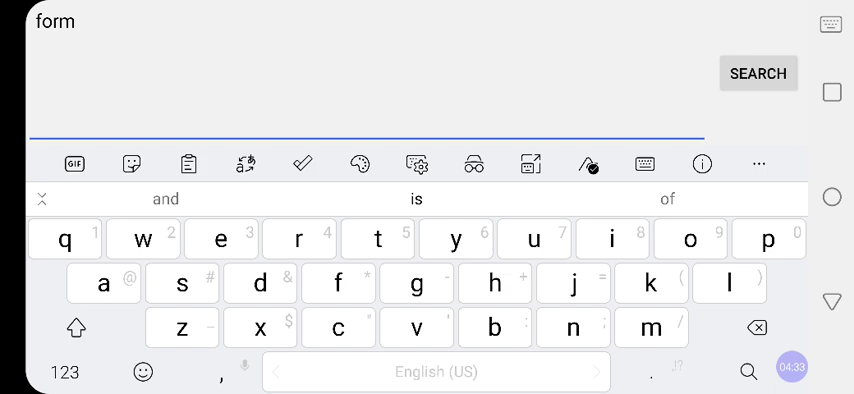 form
SEARCH
GIF
and is of
q 1 w 2 e 3 r 4 t 5 y 6 u 7 i 8 o 9 p 0
a @ s # d & f * g - h + j = k ( l )
z _ x $ c " v ' b : n ; m /
123 , English (US) . .!? 04:33